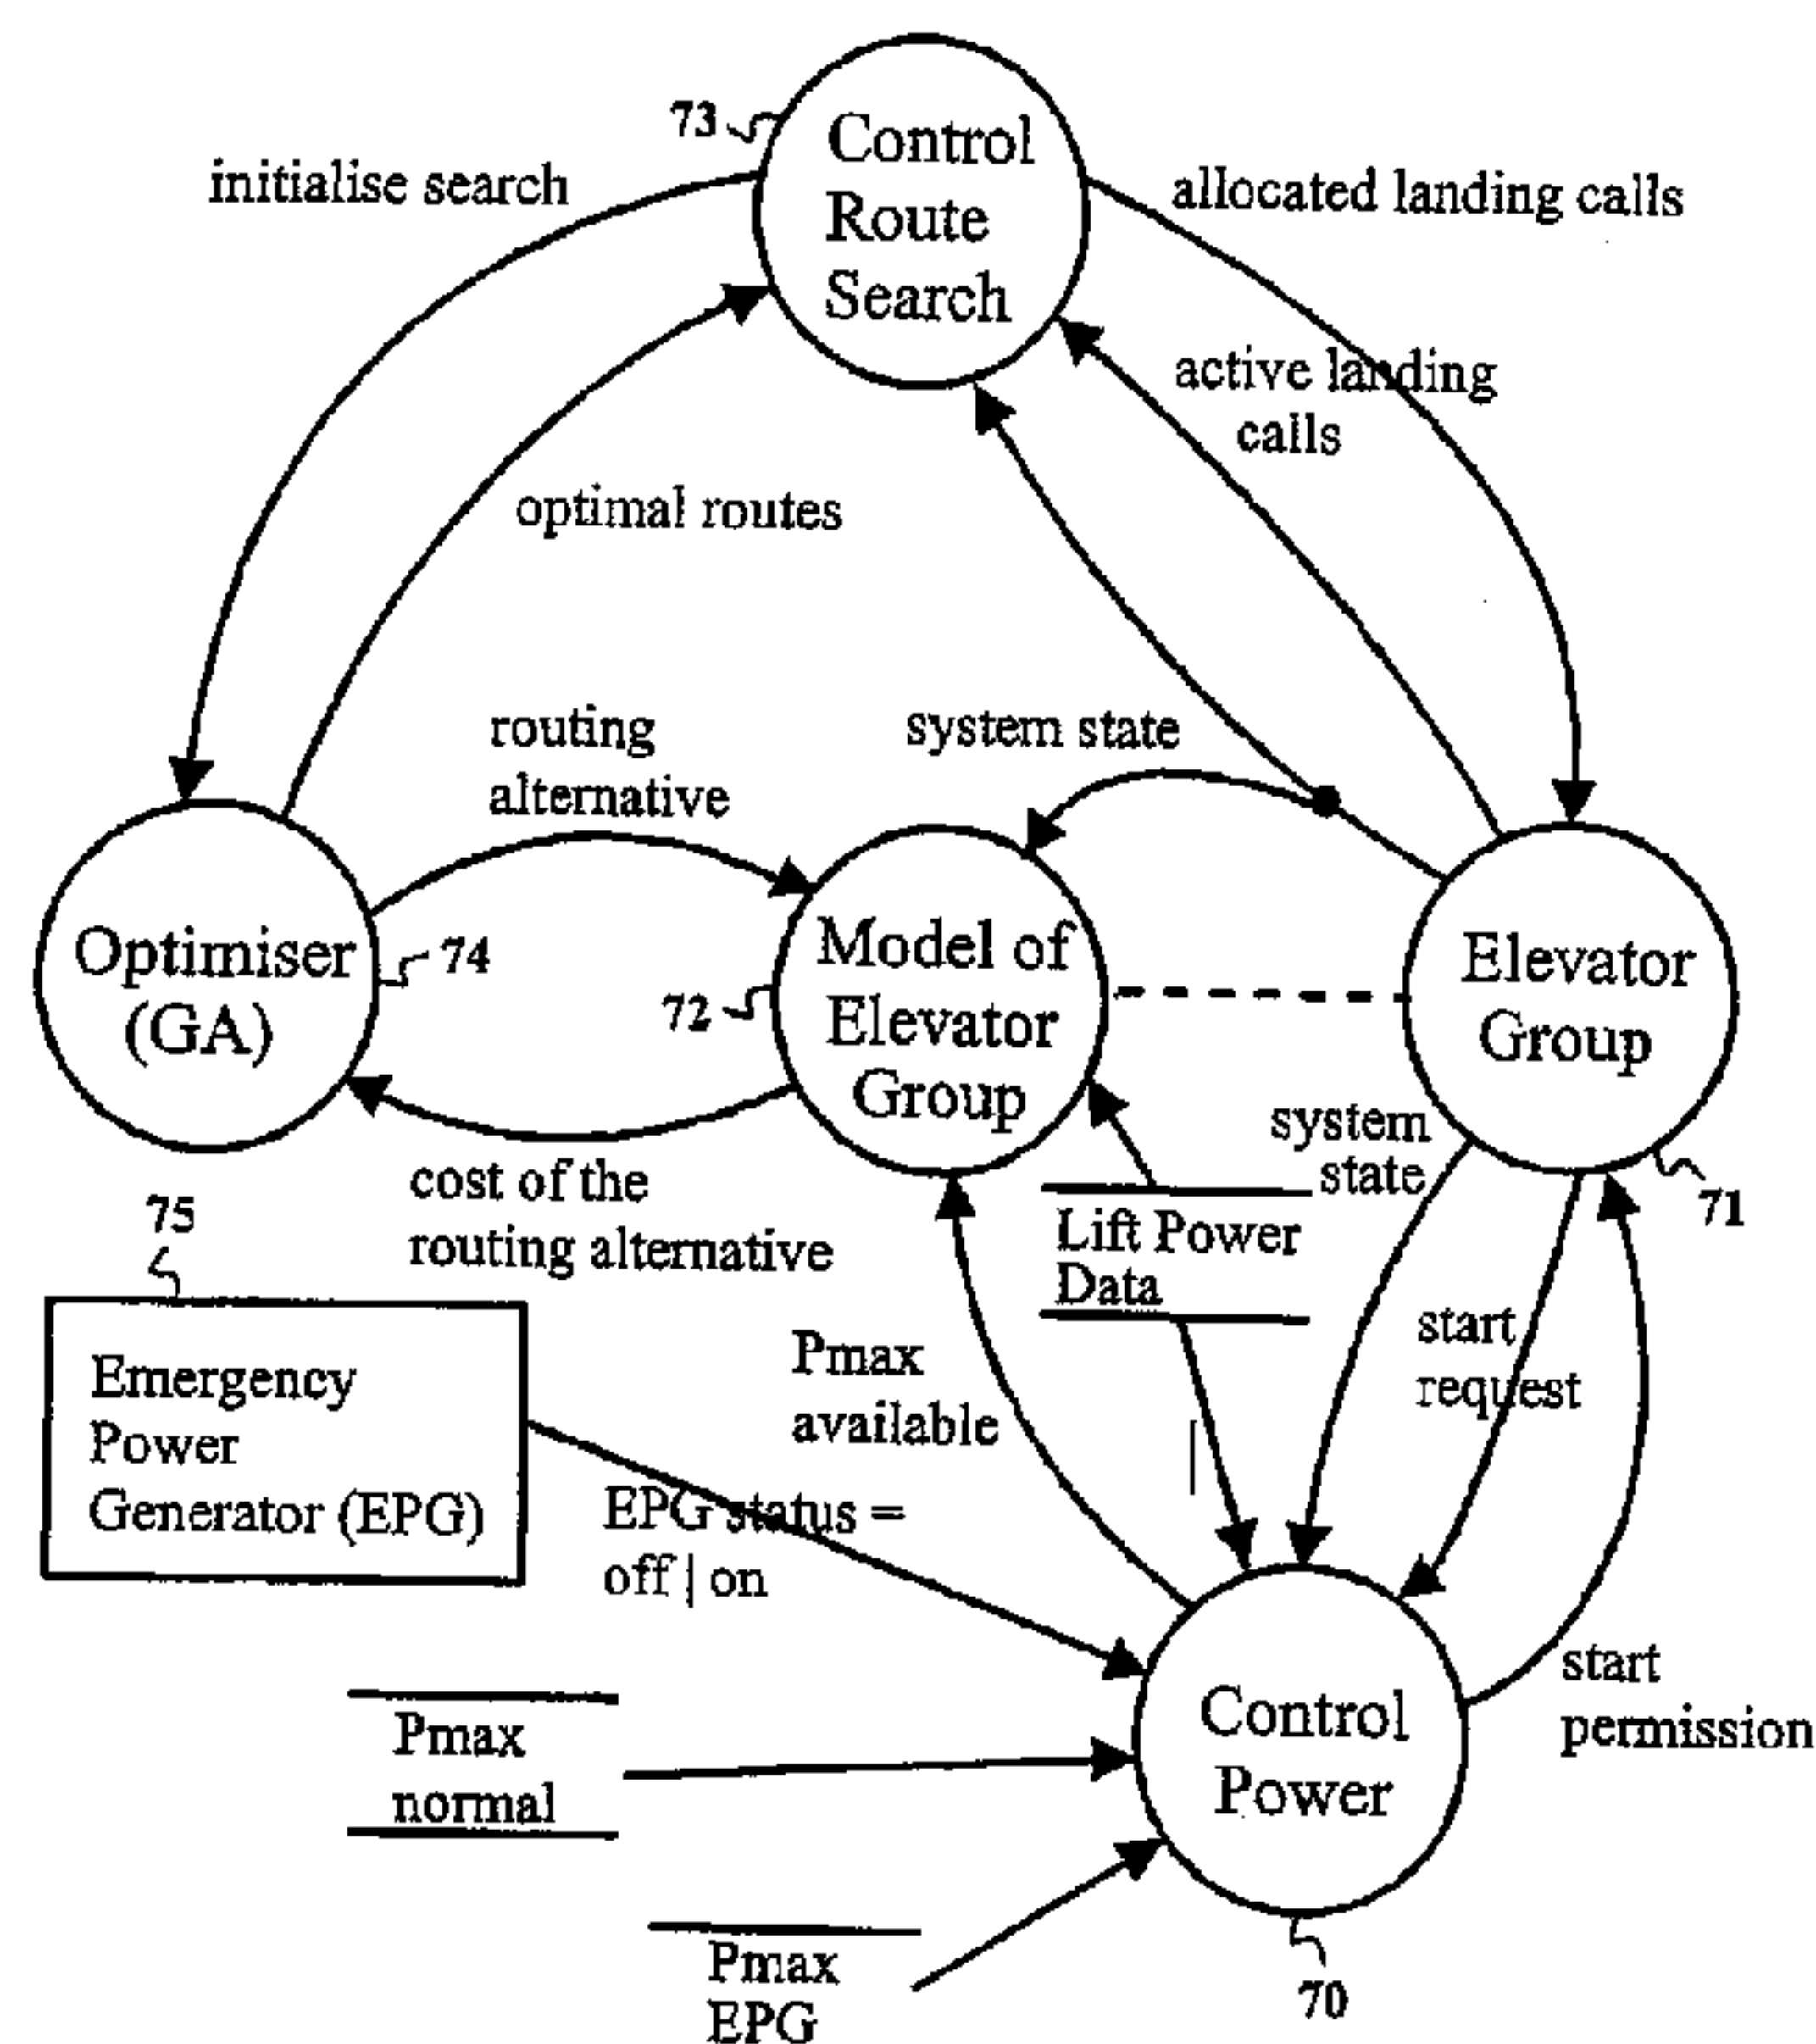 73
Control
Route
Search
initialise search
allocated landing calls
active landing
calls
optimal routes
routing
alternative
system state
Optimiser
(GA)
74
72
Model of
Elevator
Group
Elevator
Group
71
system
state
cost of the
routing alternative
Lift Power
Data
75
Emergency
Power
Generator (EPG)
Pmax
available
start
request
EPG status =
off | on
start
permission
Control
Power
Pmax
normal
Pmax
EPG
70